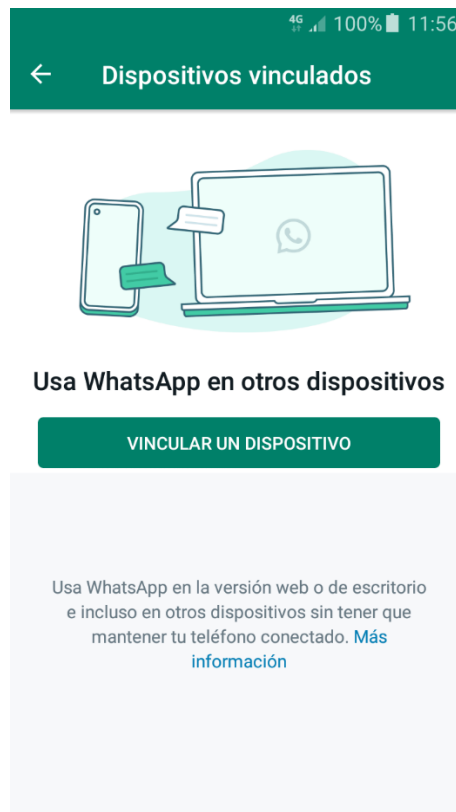 4G 100% 11:56
Dispositivos vinculados
Usa WhatsApp en otros dispositivos
VINCULAR UN DISPOSITIVO
Usa WhatsApp en la versión web o de escritorio
e incluso en otros dispositivos sin tener que
mantener tu teléfono conectado. Más
información